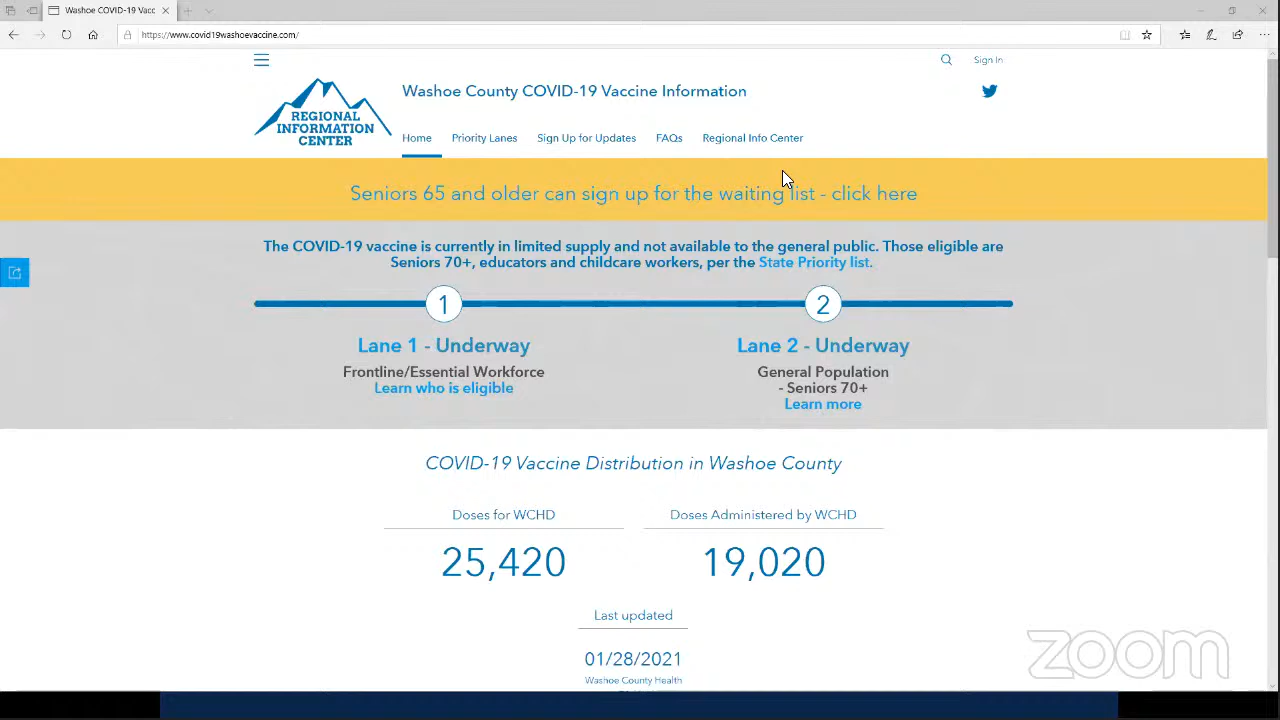 Washoe COVID-19 Vacc
https://www.covid19washoevaccine.com/
Sign In
Washoe County COVID-19 Vaccine Information
REGIONAL
INFORMATION
CENTER
Home
Priority Lanes
Sign Up for Updates
FAQs
Regional Info Center
Seniors 65 and older can sign up for the waiting list - click here
The COVID-19 vaccine is currently in limited supply and not available to the general public. Those eligible are
Seniors 70+, educators and childcare workers, per the State Priority list.
1
2
Lane 1 - Underway
Frontline/Essential Workforce
Learn who is eligible
Lane 2 - Underway
General Population
- Seniors 70+
Learn more
COVID-19 Vaccine Distribution in Washoe County
Doses for WCHD
25,420
Doses Administered by WCHD
19,020
Last updated
01/28/2021
Washoe County Health
zoom